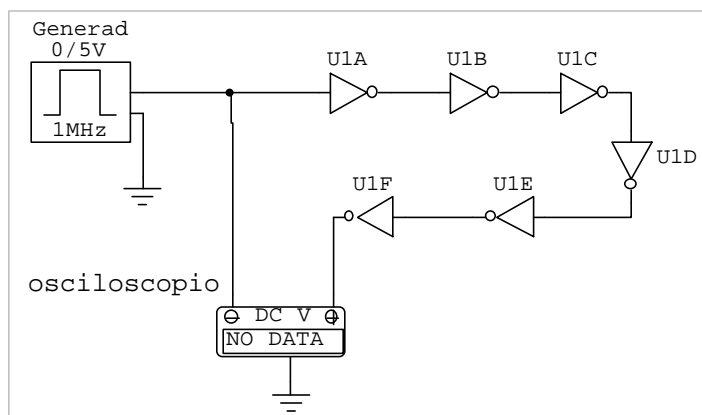 Generad
0/5V
1MHz
U1A
U1B
U1C
U1D
U1E
U1F
osciloscopio
DC V
NO DATA